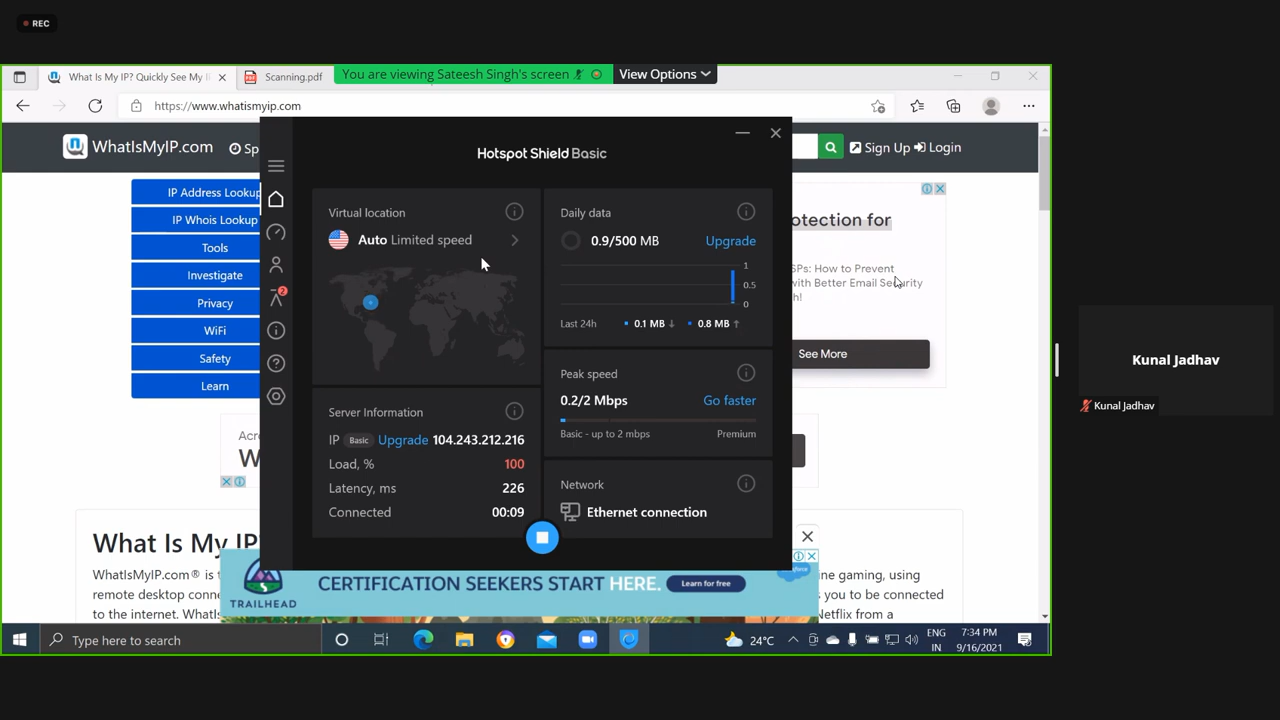 REC
What Is My IP? Quickly See My I
Scanning.pdf
You are viewing Sateesh Singh's screen
View Options
https://www.whatismyip.com
WhatIsMyIP.com
Sp
Sign Up
Login
Hotspot Shield Basic
IP Address Lookup
IP Whois Lookup
Tools
Investigate
Privacy
WiFi
Safety
Learn
2
Virtual location
Auto Limited speed
Server Information
IP Basic Upgrade 104.243.212.216
Load, % 100
Latency, ms 226
Connected 00:09
Daily data
0.9/500 MB Upgrade
1
0.5
0
Last 24h 0.1 MB ↓ 0.8 MB ↑
Peak speed
0.2/2 Mbps Go faster
Basic - up to 2 mbps Premium
Network
Ethernet connection
otection for
SPs: How to Prevent
with Better Email Security
h!
See More
Acro
W
What Is My IP?
WhatIsMyIP.com® is t
remote desktop conne
to the internet. WhatIs
ne gaming, using
s you to be connected
Netflix from a
TRAILHEAD
CERTIFICATION SEEKERS START HERE.
Learn for free
Type here to search
24°C
ENG
IN
7:34 PM
9/16/2021
Kunal Jadhav
Kunal Jadhav